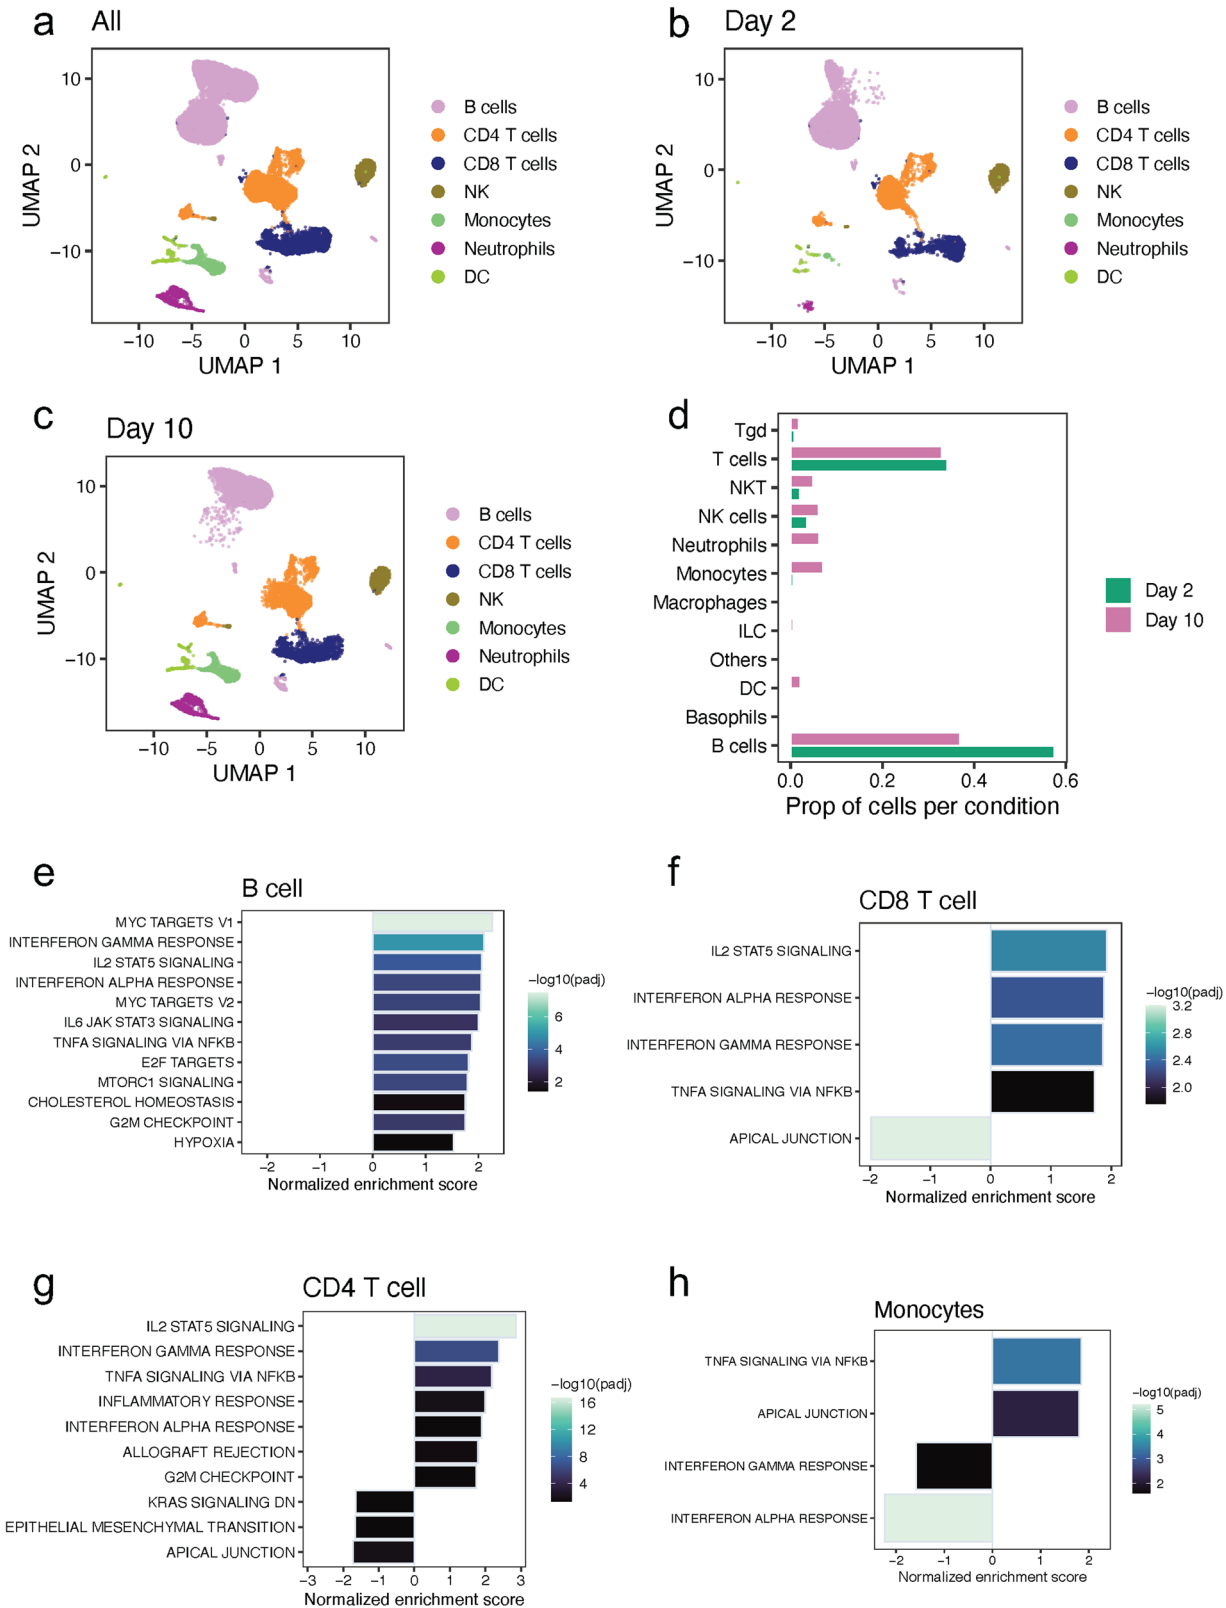 a
All
10
0
−10
UMAP 2
−10
−5
0
5
10
UMAP 1
B cells
CD4 T cells
CD8 T cells
NK
Monocytes
Neutrophils
DC
b
Day 2
10
0
−10
UMAP 2
−10
−5
0
5
10
UMAP 1
B cells
CD4 T cells
CD8 T cells
NK
Monocytes
Neutrophils
DC
c
Day 10
10
0
−10
UMAP 2
−10
−5
0
5
10
UMAP 1
B cells
CD4 T cells
CD8 T cells
NK
Monocytes
Neutrophils
DC
d
Tgd
T cells
NKT
NK cells
Neutrophils
Monocytes
Macrophages
ILC
Others
DC
Basophils
B cells
0.0
0.2
0.4
0.6
Prop of cells per condition
Day 2
Day 10
e
B cell
MYC TARGETS V1
INTERFERON GAMMA RESPONSE
IL2 STAT5 SIGNALING
INTERFERON ALPHA RESPONSE
MYC TARGETS V2
IL6 JAK STAT3 SIGNALING
TNFA SIGNALING VIA NFKB
E2F TARGETS
MTORC1 SIGNALING
CHOLESTEROL HOMEOSTASIS
G2M CHECKPOINT
HYPOXIA
−2
−1
0
1
2
Normalized enrichment score
−log10(padj)
6
4
2
f
CD8 T cell
IL2 STAT5 SIGNALING
INTERFERON ALPHA RESPONSE
INTERFERON GAMMA RESPONSE
TNFA SIGNALING VIA NFKB
APICAL JUNCTION
−2
−1
0
1
2
Normalized enrichment score
−log10(padj)
3.2
2.8
2.4
2.0
g
CD4 T cell
IL2 STAT5 SIGNALING
INTERFERON GAMMA RESPONSE
TNFA SIGNALING VIA NFKB
INFLAMMATORY RESPONSE
INTERFERON ALPHA RESPONSE
ALLOGRAFT REJECTION
G2M CHECKPOINT
KRAS SIGNALING DN
EPITHELIAL MESENCHYMAL TRANSITION
APICAL JUNCTION
−3
−2
−1
0
1
2
3
Normalized enrichment score
−log10(padj)
16
12
8
4
h
Monocytes
TNFA SIGNALING VIA NFKB
APICAL JUNCTION
INTERFERON GAMMA RESPONSE
INTERFERON ALPHA RESPONSE
−2
−1
0
1
2
Normalized enrichment score
−log10(padj)
5
4
3
2